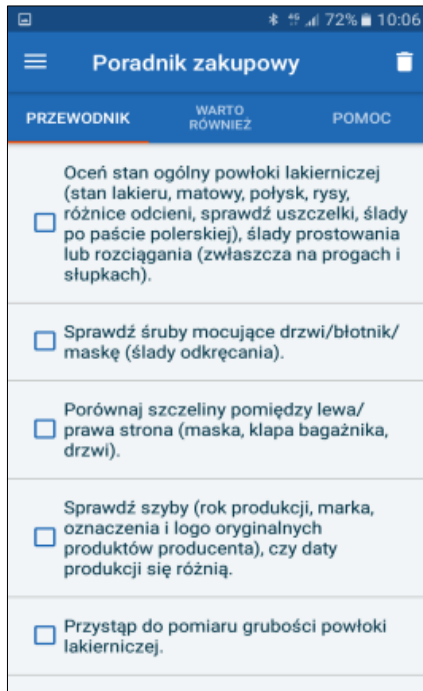 72% 10:06
Poradnik zakupowy
PRZEWODNIK
WARTO
RÓWNIEŻ
POMOC
Oceń stan ogólny powłoki lakierniczej
(stan lakieru, matowy, połysk, rysy,
różnice odcieni, sprawdź uszczelki, ślady
po paście polerskiej), ślady prostowania
lub rozciągania (zwłaszcza na progach i
słupkach).
Sprawdź śruby mocujące drzwi/błotnik/
maskę (ślady odkręcania).
Porównaj szczeliny pomiędzy lewa/
prawa strona (maska, klapa bagażnika,
drzwi).
Sprawdź szyby (rok produkcji, marka,
oznaczenia i logo oryginalnych
produktów producenta), czy daty
produkcji się różnią.
Przystąp do pomiaru grubości powłoki
lakierniczej.